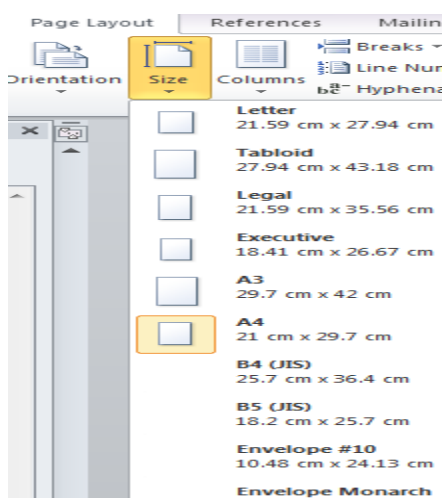 Page Layout References Mailin
Orientation Size Columns Breaks
Line Nur
Hyphena
Letter
21.59 cm x 27.94 cm
Tabloid
27.94 cm x 43.18 cm
Legal
21.59 cm x 35.56 cm
Executive
18.41 cm x 26.67 cm
A3
29.7 cm x 42 cm
A4
21 cm x 29.7 cm
B4 (JIS)
25.7 cm x 36.4 cm
B5 (JIS)
18.2 cm x 25.7 cm
Envelope #10
10.48 cm x 24.13 cm
Envelope Monarch